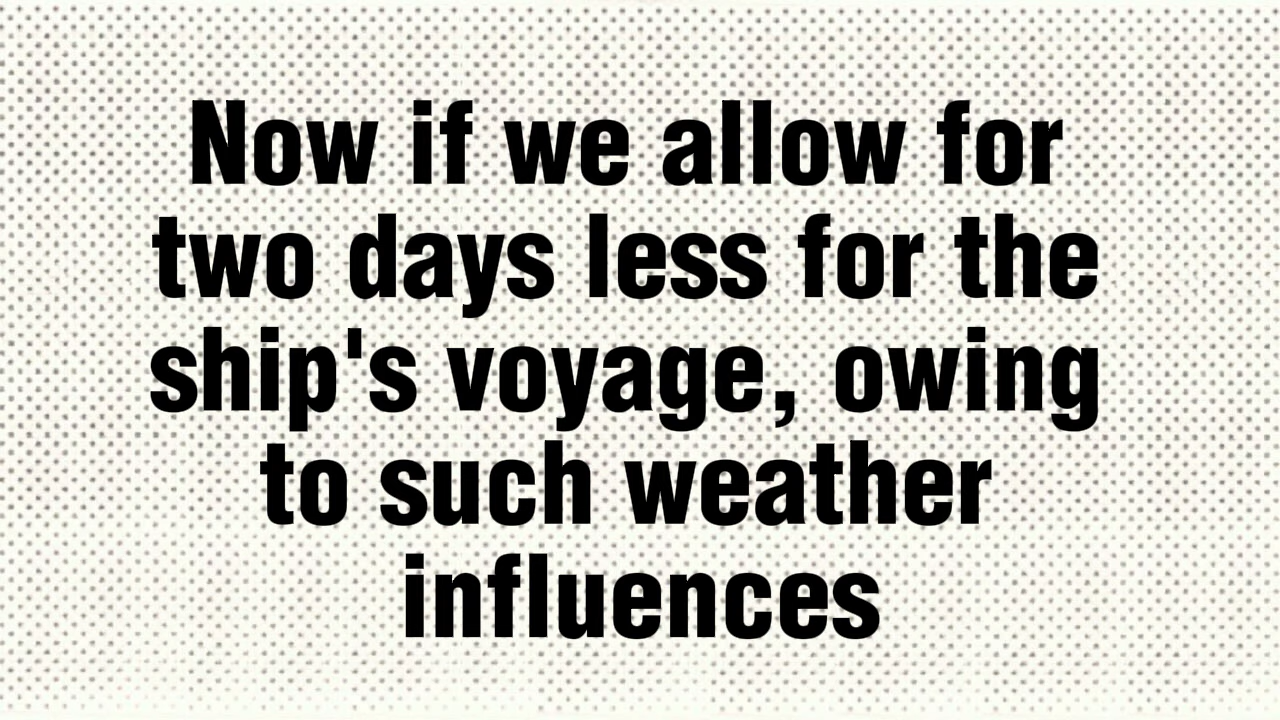 Now if we allow for
two days less for the
ship's voyage, owing
to such weather
influences